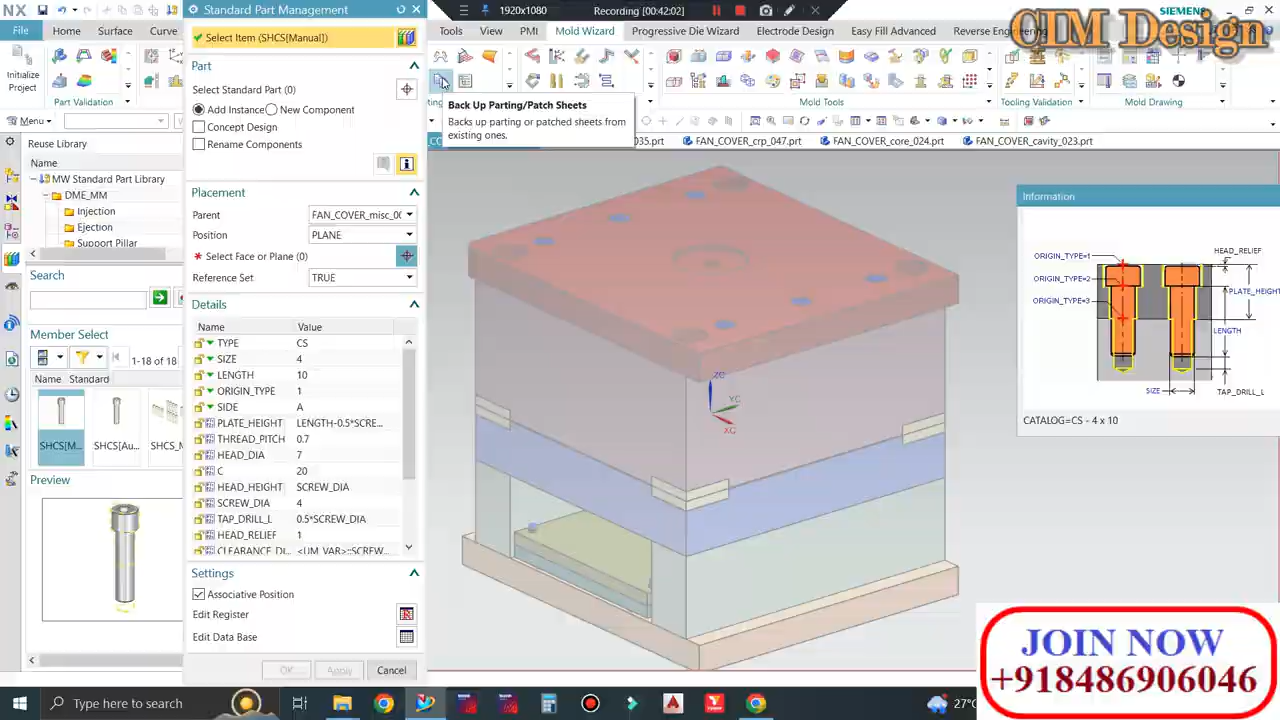 NX
1920x1080
Recording [00:42:02]
SIEMENS
CIM Design
Standard Part Management
File
Home
Surface
Curve
Tools
View
PMI
Mold Wizard
Progressive Die Wizard
Electrode Design
Easy Fill Advanced
Reverse Engineering
Initialize
Project
Part Validation
Mold Tools
Tooling Validation
Mold Drawing
Menu
FAN_COVER_crp_047.prt
FAN_COVER_core_024.prt
FAN_COVER_cavity_023.prt
035.prt
Back Up Parting/Patch Sheets
Backs up parting or patched sheets from
existing ones.
Select Item (SHCS[Manual])
Part
Select Standard Part (0)
Add Instance
New Component
Concept Design
Rename Components
Placement
Parent
FAN_COVER_misc_00
Position
PLANE
* Select Face or Plane (0)
Reference Set
TRUE
Details
Name
Value
TYPE
CS
SIZE
4
LENGTH
10
ORIGIN_TYPE
1
SIDE
A
PLATE_HEIGHT
LENGTH-0.5*SCRE...
THREAD_PITCH
0.7
HEAD_DIA
7
C
20
HEAD_HEIGHT
SCREW_DIA
SCREW_DIA
4
TAP_DRILL_L
0.5*SCREW_DIA
HEAD_RELIEF
1
CLEARANCE_DI...
<UM_VAR>::SCREW...
Settings
Associative Position
Edit Register
Edit Data Base
OK
Apply
Cancel
Reuse Library
Name
MW Standard Part Library
DME_MM
Injection
Ejection
Support Pillar
Search
Member Select
1-18 of 18
Name
Standard
SHCS[M...
SHCS[Au...
SHCS_M
Preview
ZC
YC
XC
Information
HEAD_RELIEF
ORIGIN_TYPE=1
ORIGIN_TYPE=2
ORIGIN_TYPE=3
PLATE_HEIGHT
LENGTH
SIZE
TAP_DRILL_L
CATALOG=CS - 4 x 10
JOIN NOW
+918486906046
Type here to search
27°C